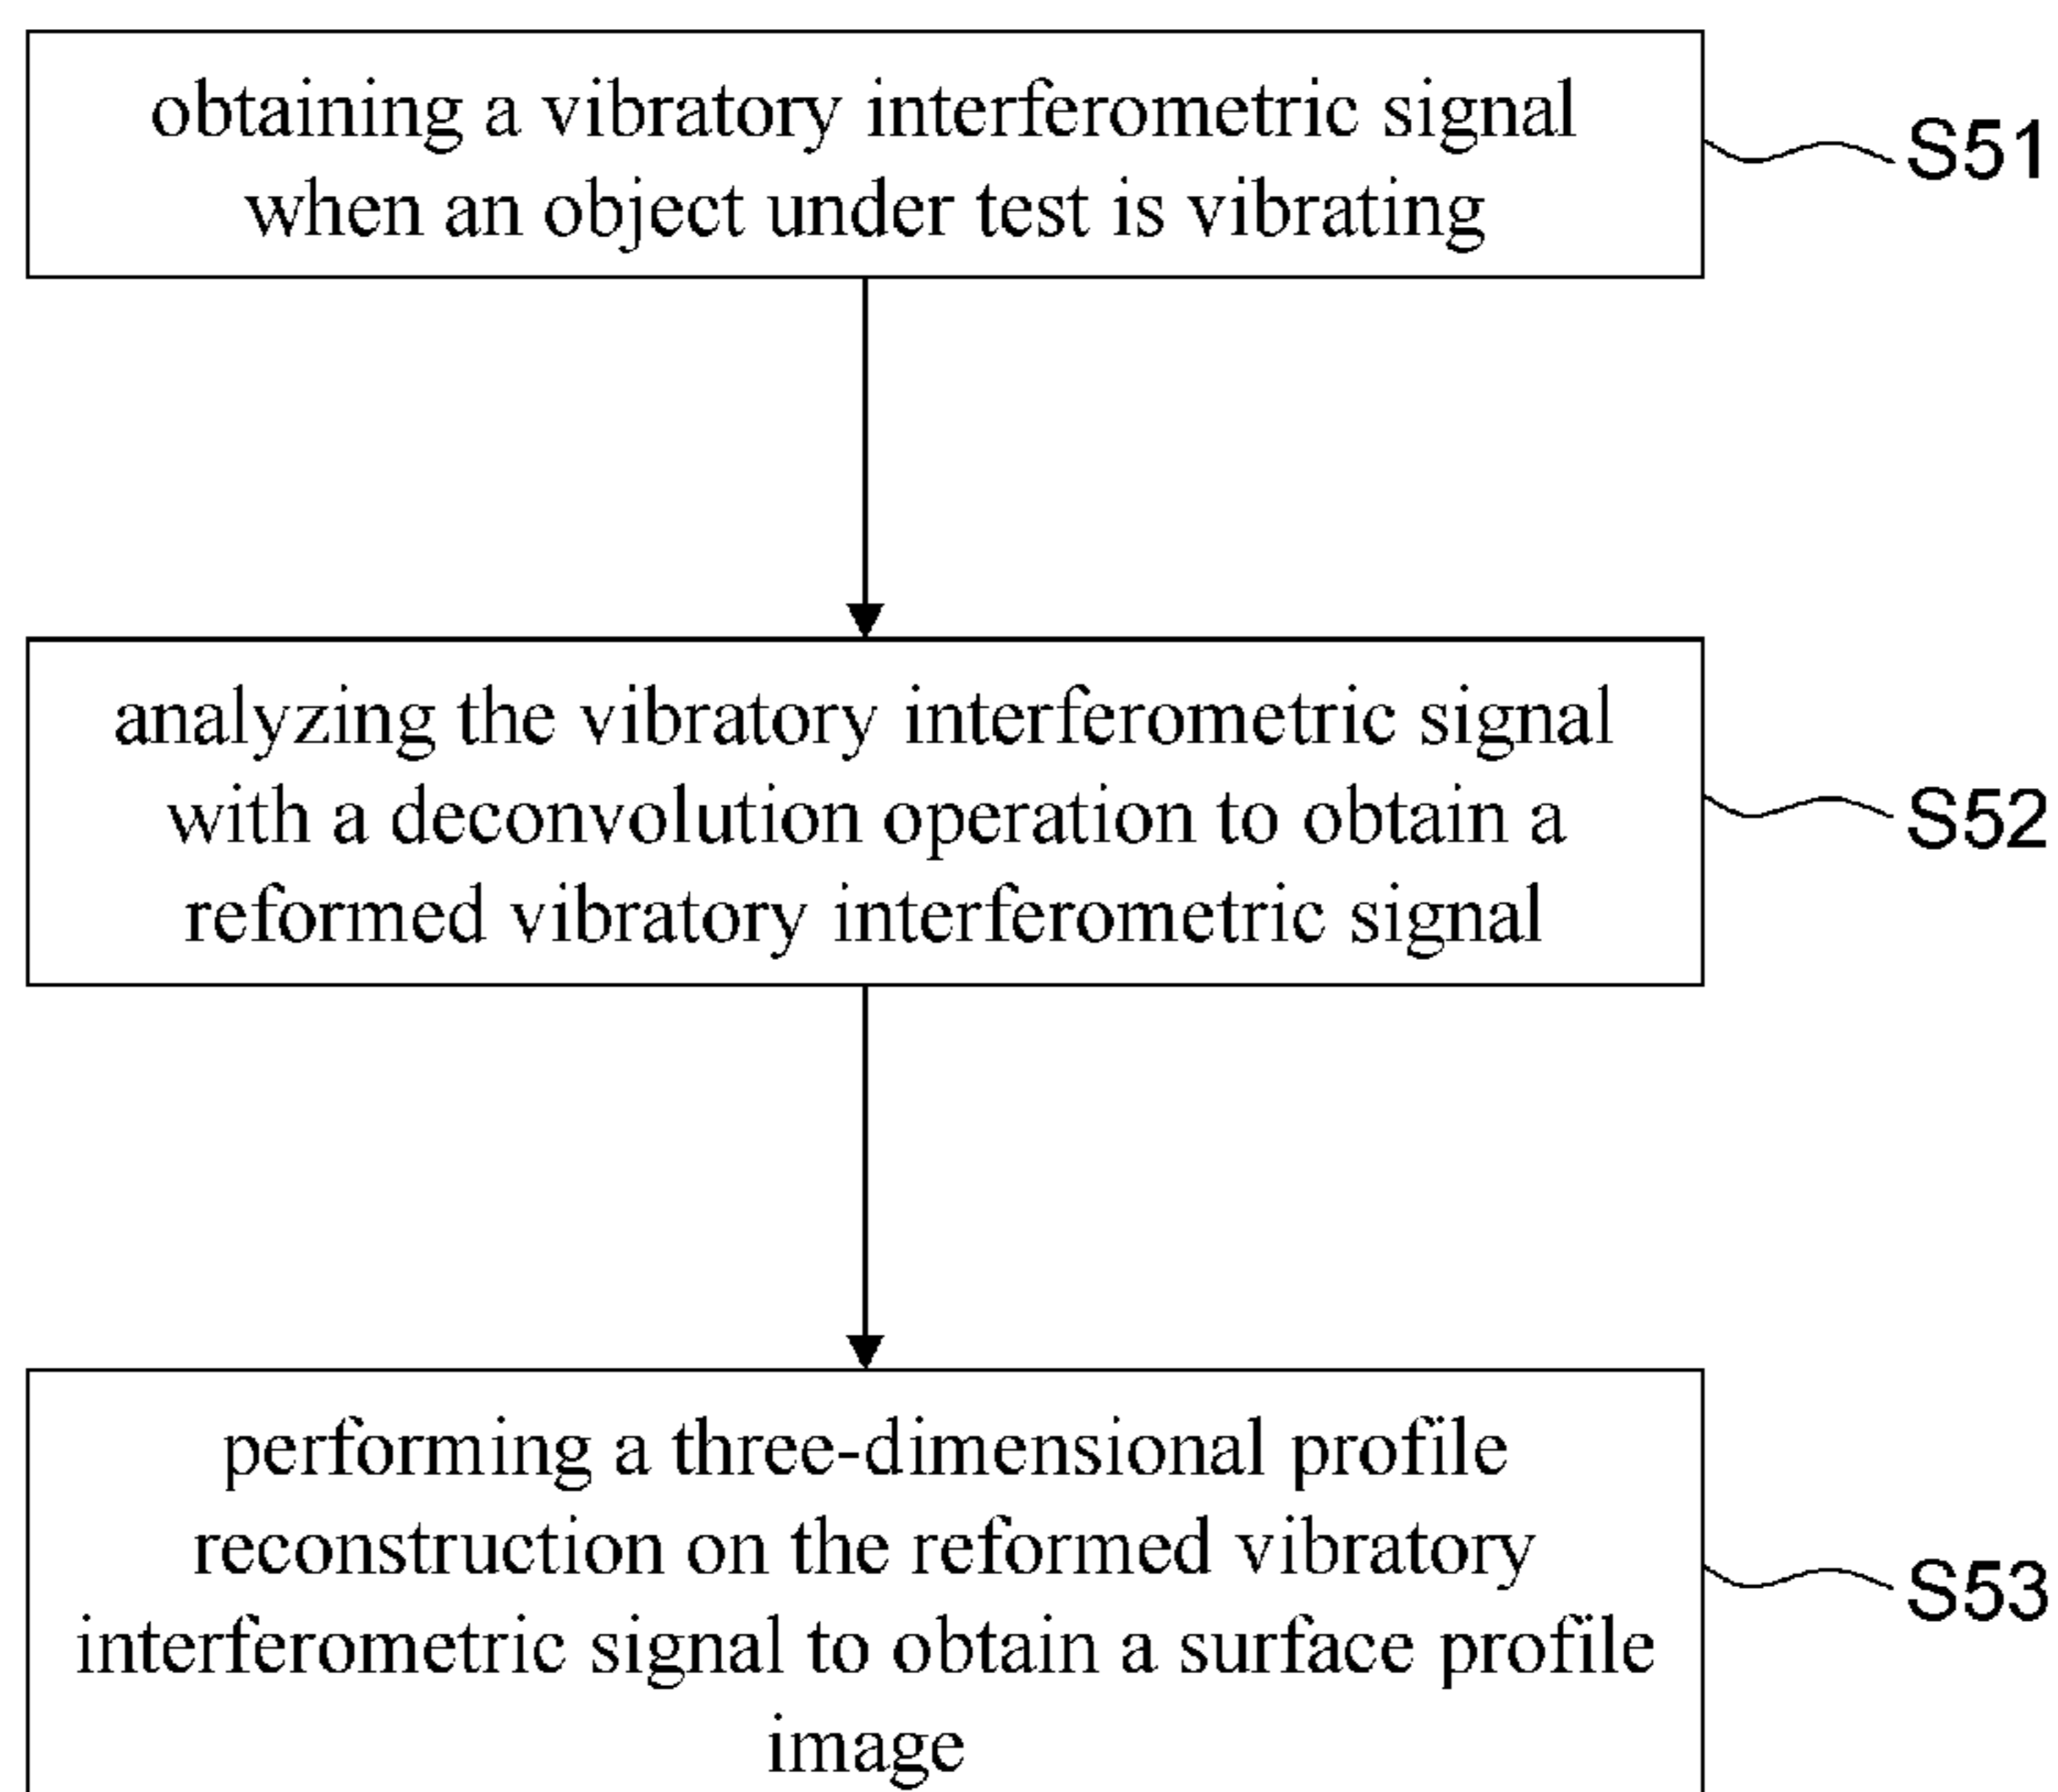 obtaining a vibratory interferometric signal
when an object under test is vibrating
S51
analyzing the vibratory interferometric signal
with a deconvolution operation to obtain a
reformed vibratory interferometric signal
S52
performing a three-dimensional profile
reconstruction on the reformed vibratory
interferometric signal to obtain a surface profile
image
S53